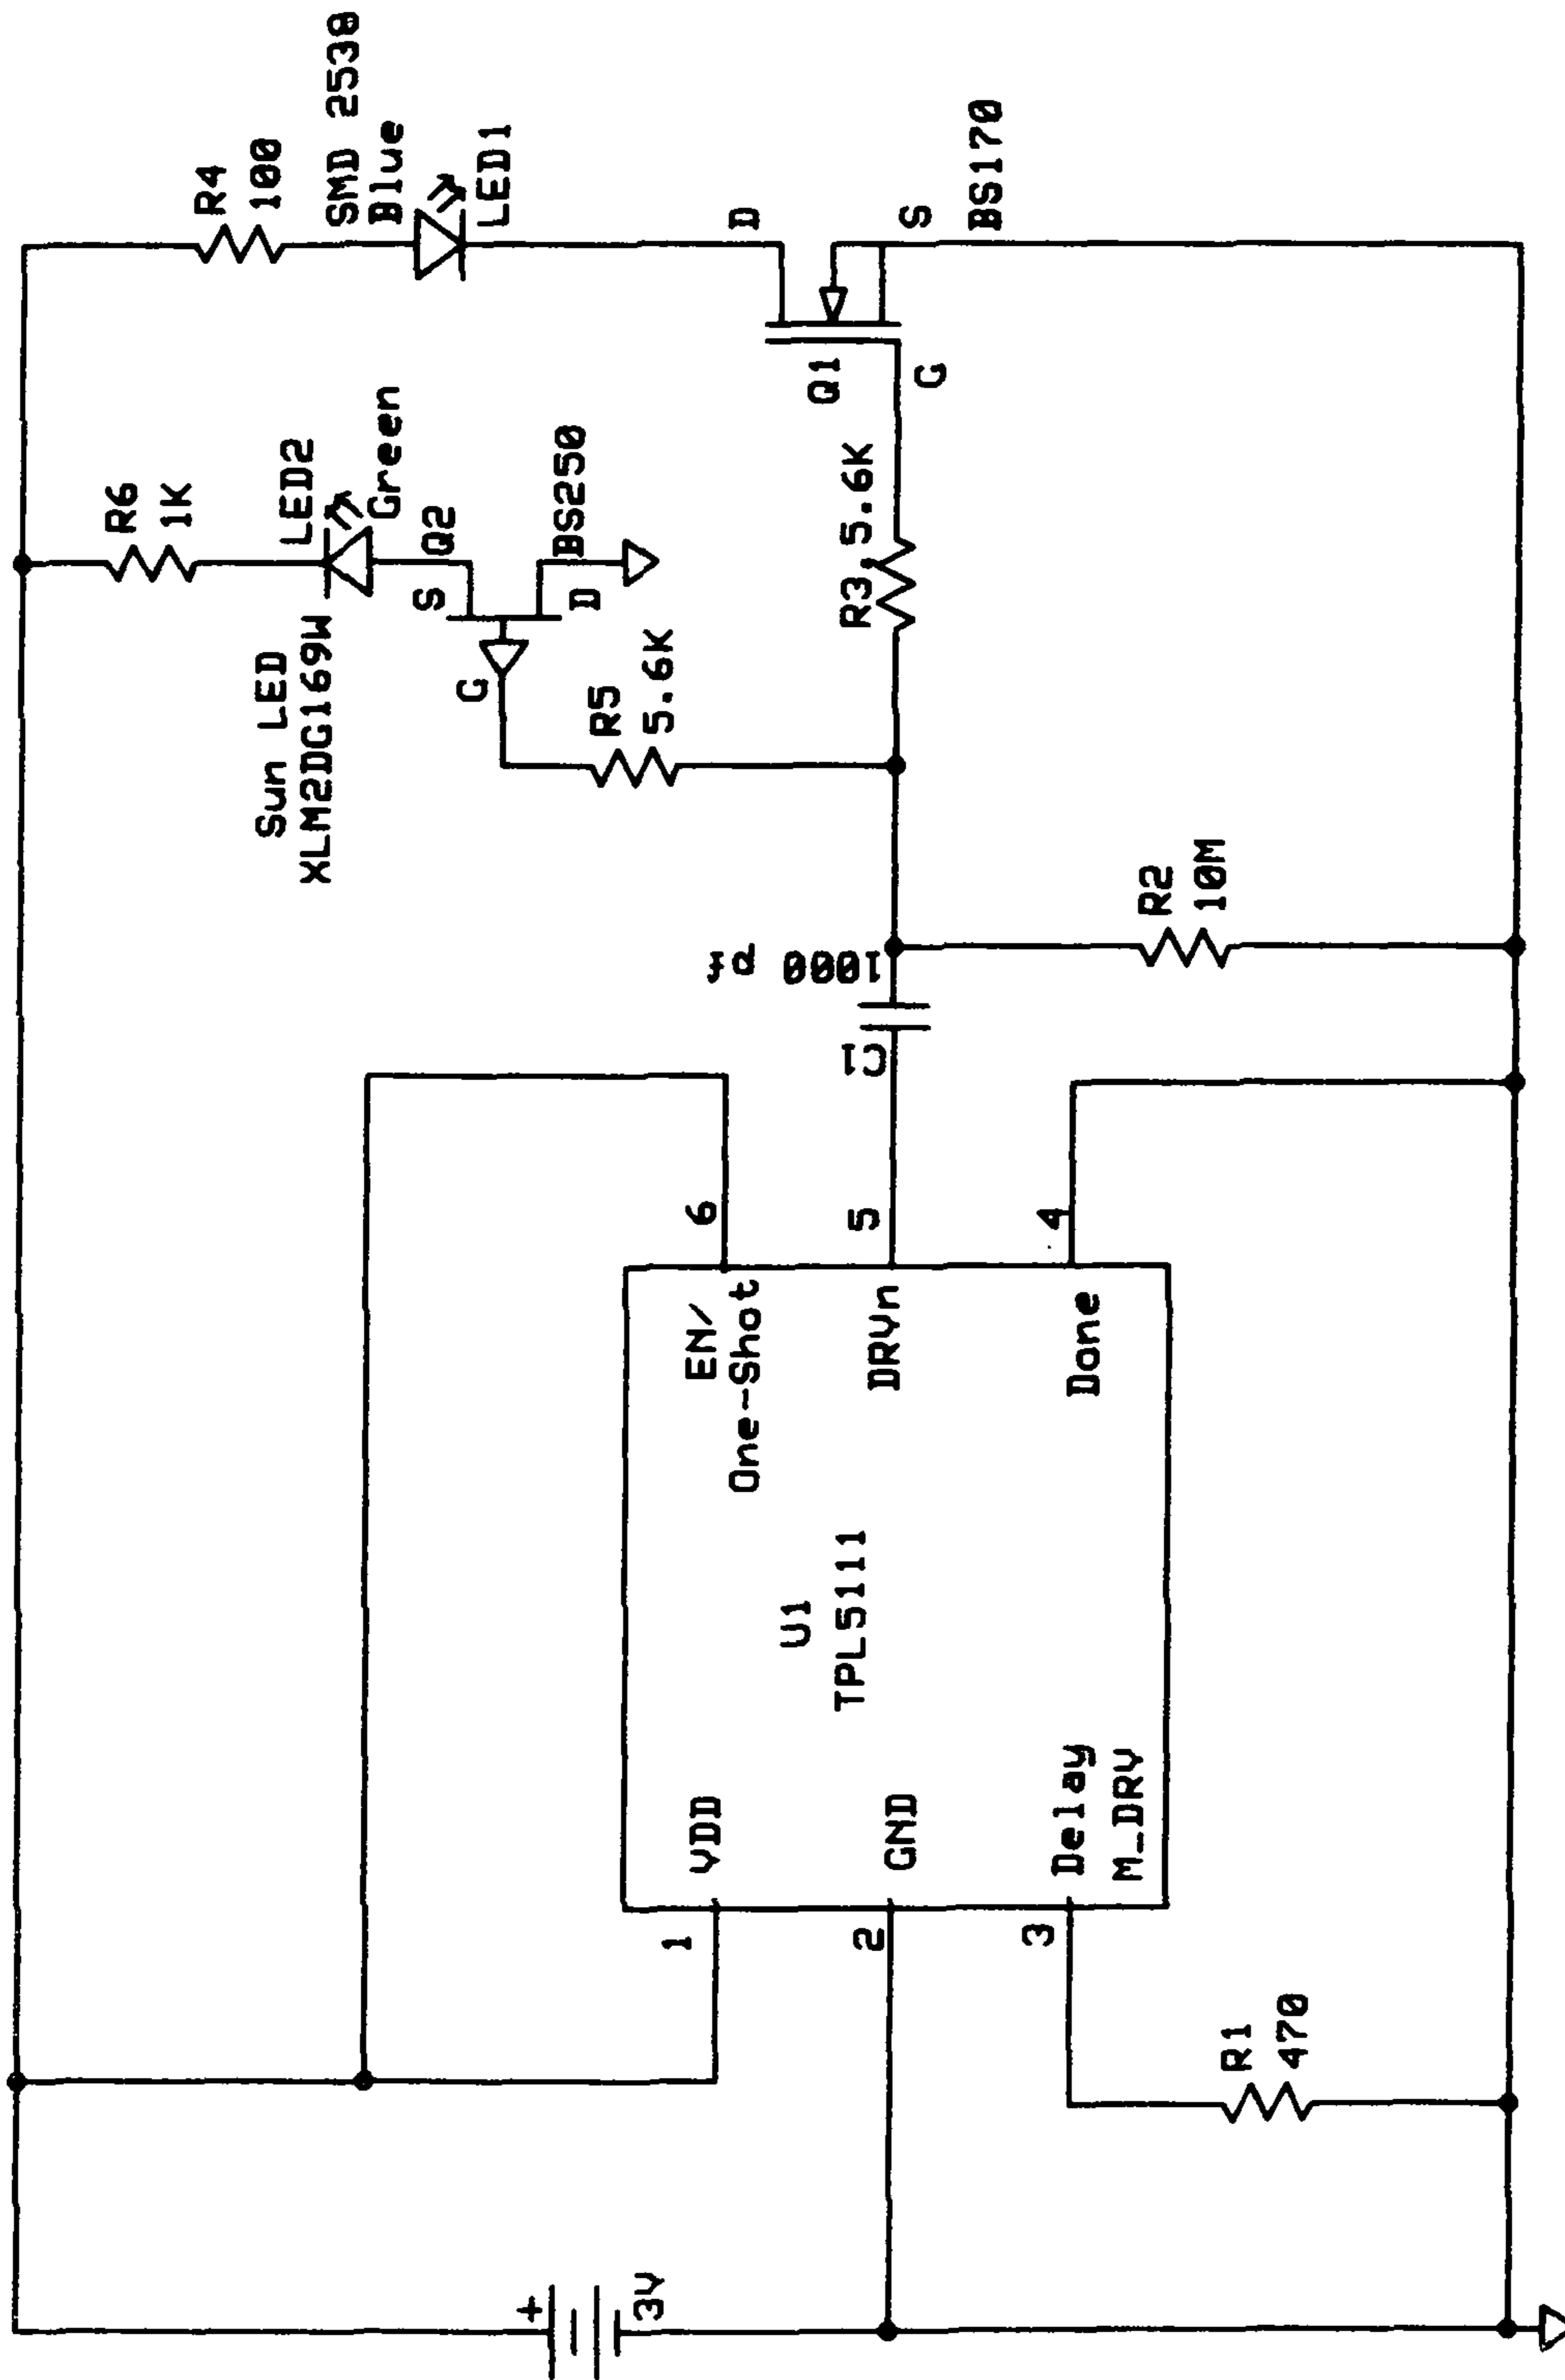 +
3V
R1
470
1
VDD
2
GND
3
Delay
M_DRV
U1
TPL5111
EN/
One-Shot
6
DRVn
5
Done
4
C1
1000 pf
R2
10M
Sun LED
XLM2DG169W
R5
5.6K
R6
1K
LED2
Green
Q2
S
G
D
BS250
R3
5.6K
R4
100
SMD 2538
Blue
LED1
D
Q1
G
S
BS170